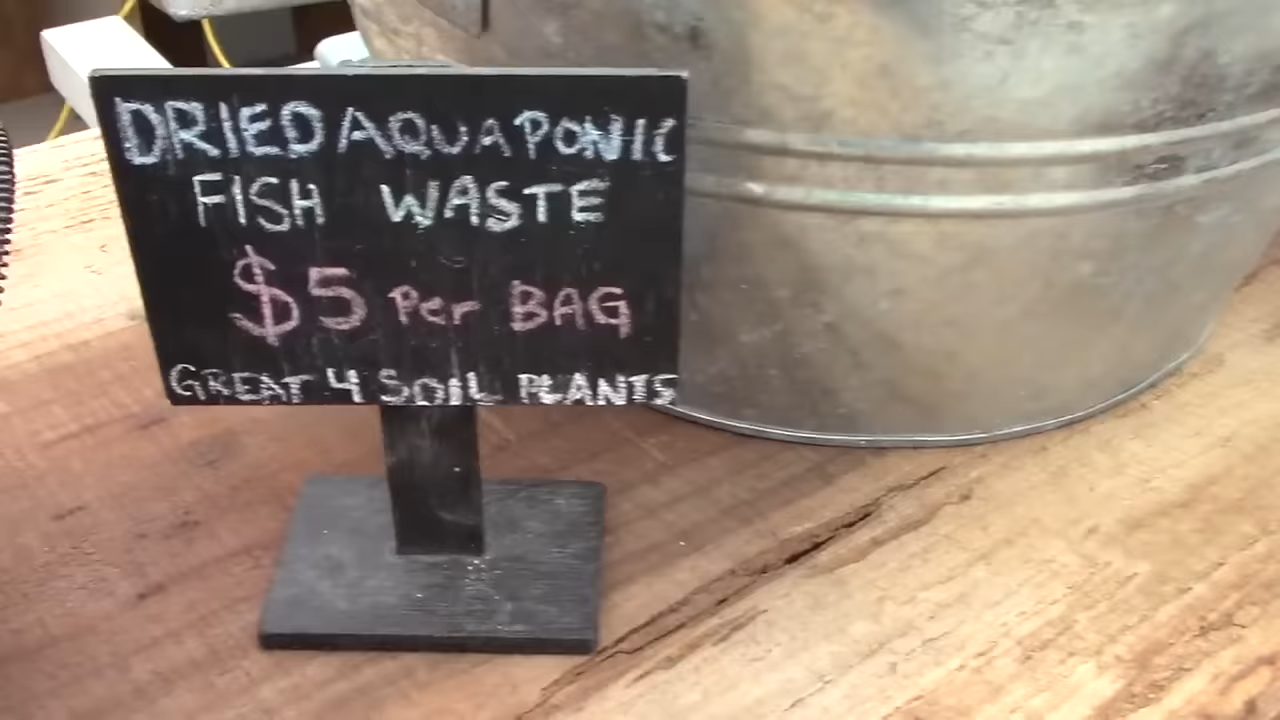 DRIED AQUAPONIC
FISH WASTE
$5 Per BAG
GREAT 4 SOIL PLANTS